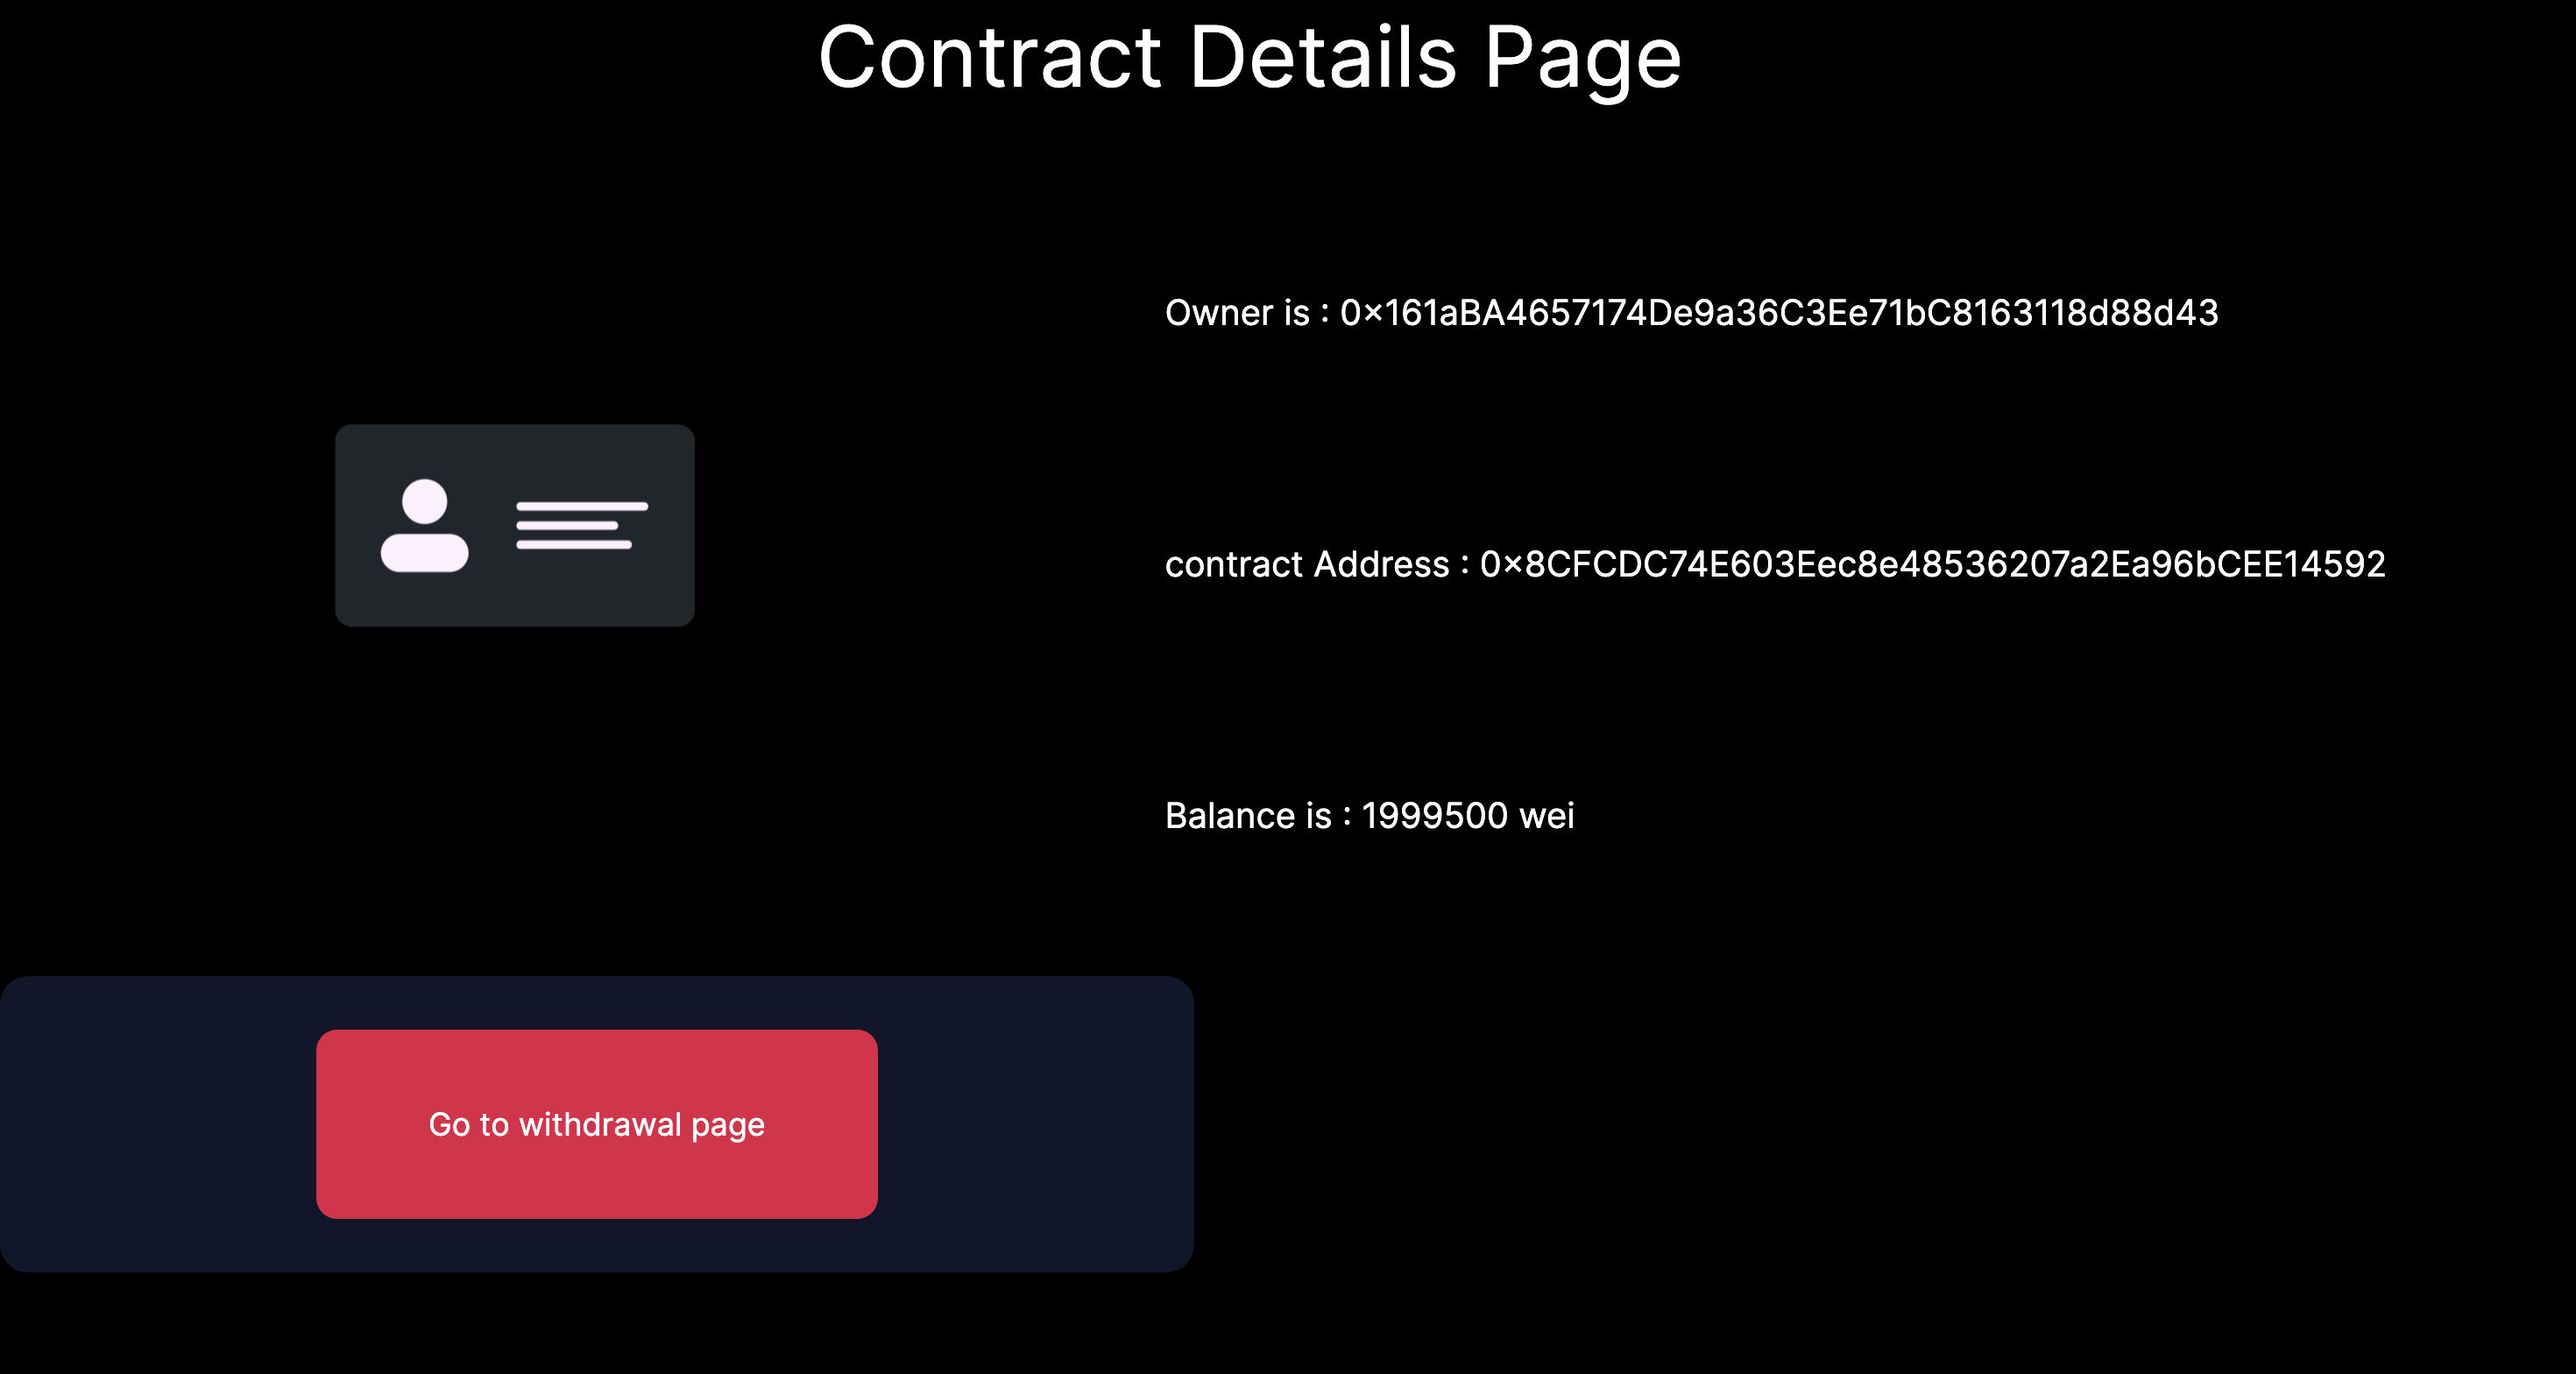 Contract Details Page
Owner is : 0x161aBA4657174De9a36C3Ee71bC8163118d88d43
contract Address : 0x8CFCDC74E603Eec8e48536207a2Ea96bCEE14592
Balance is : 1999500 wei
Go to withdrawal page